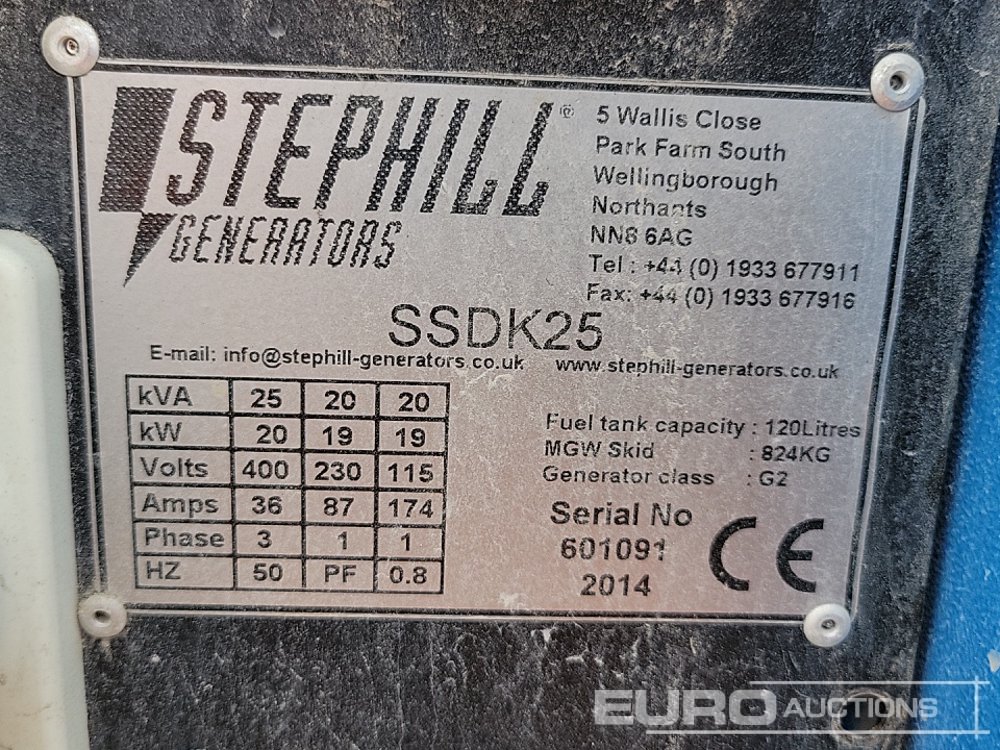 STEPHILL®
GENERATORS
5 Wallis Close
Park Farm South
Wellingborough
Northants
NN8 6AG
Tel : +44 (0) 1933 677911
Fax: +44 (0) 1933 677916
SSDK25
E-mail: info@stephill-generators.co.uk www.stephill-generators.co.uk
kVA 25 20 20
kW 20 19 19
Volts 400 230 115
Amps 36 87 174
Phase 3 1 1
HZ 50 PF 0.8
Fuel tank capacity : 120Litres
MGW Skid : 824KG
Generator class : G2
Serial No
601091
2014
CE
EURO AUCTIONS